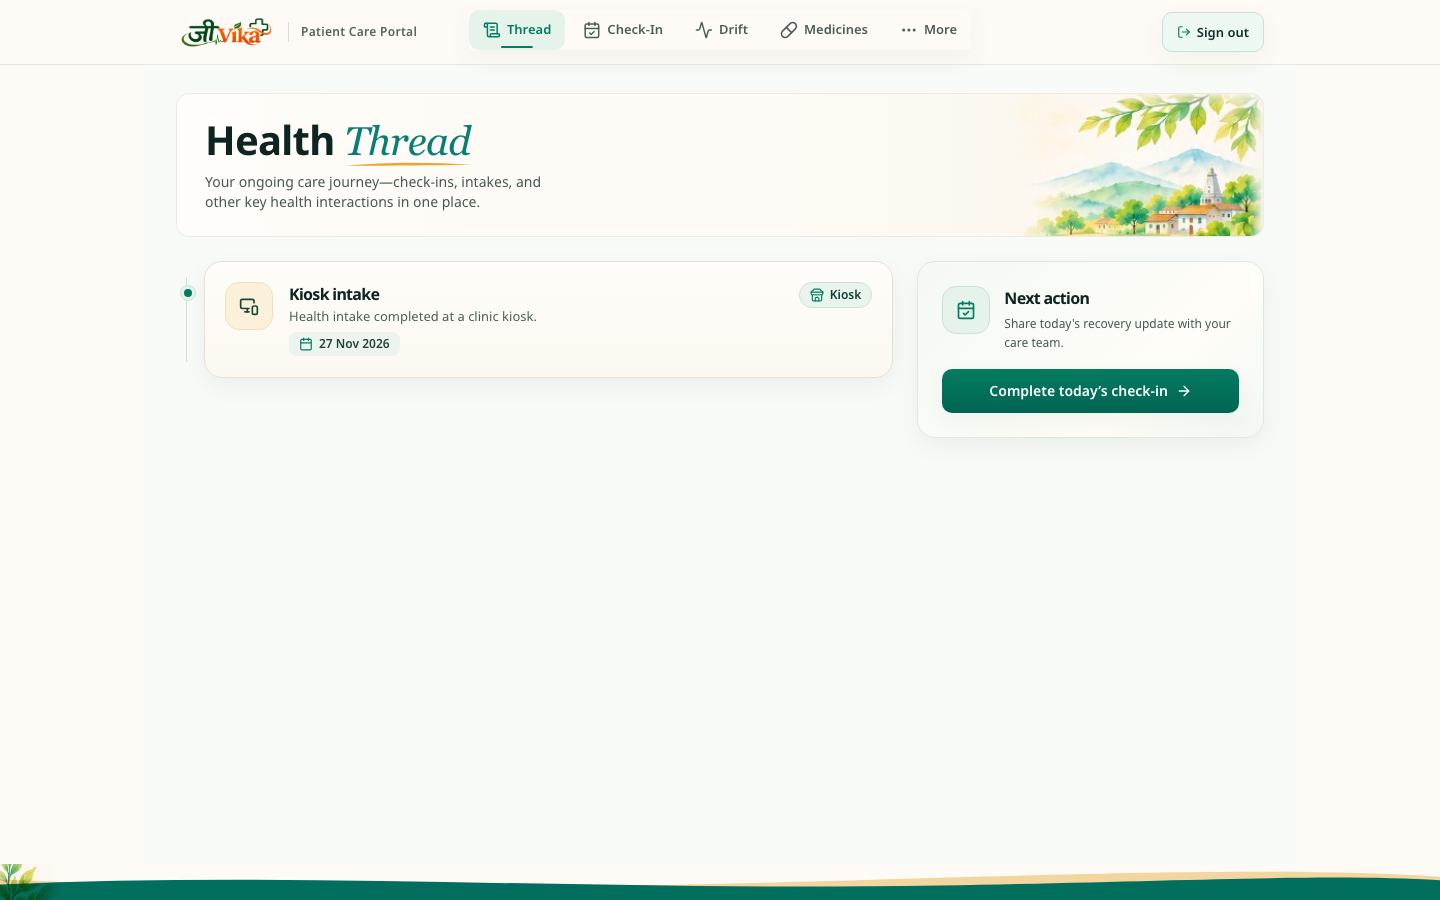 जीvika
Patient Care Portal
Thread
Check-In
Drift
Medicines
More
Sign out
Health Thread
Your ongoing care journey—check-ins, intakes, and
other key health interactions in one place.
Kiosk intake
Kiosk
Health intake completed at a clinic kiosk.
27 Nov 2026
Next action
Share today's recovery update with your
care team.
Complete today’s check-in